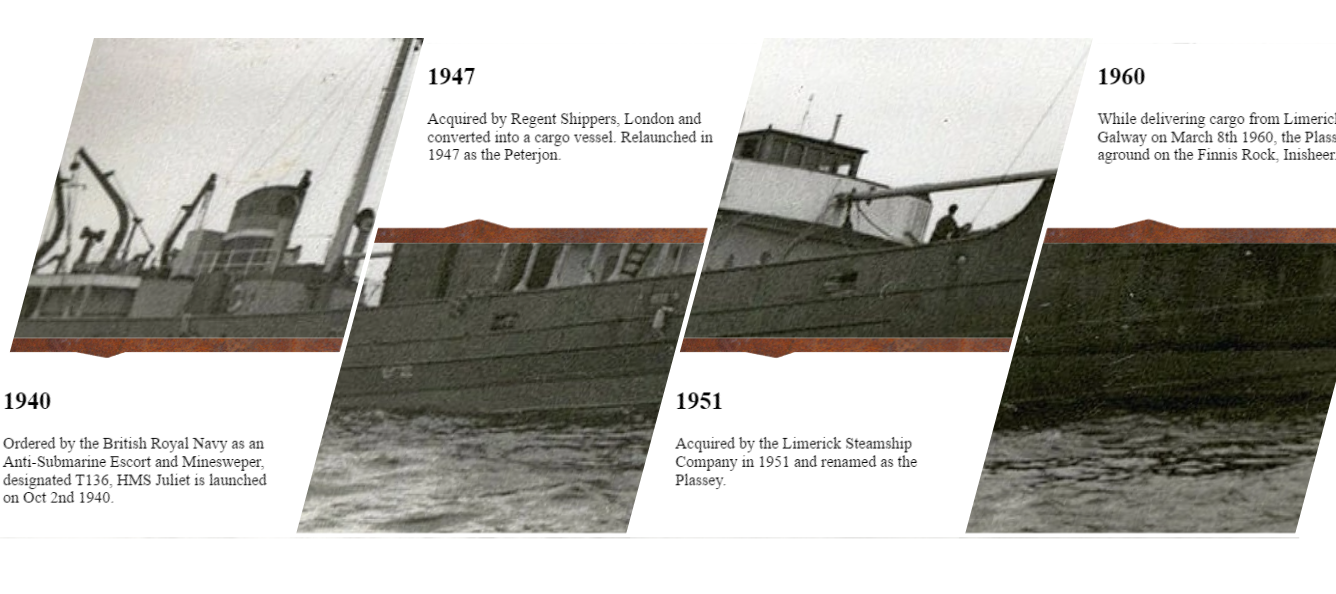 1940
Ordered by the British Royal Navy as an
Anti-Submarine Escort and Minesweper,
designated T136, HMS Juliet is launched
on Oct 2nd 1940.
1947
Acquired by Regent Shippers, London and
converted into a cargo vessel. Relaunched in
1947 as the Peterjon.
1951
Acquired by the Limerick Steamship
Company in 1951 and renamed as the
Plassey.
1960
While delivering cargo from
Galway on March 8th 1960, the
aground on the Finnis Rock, Inisheer.